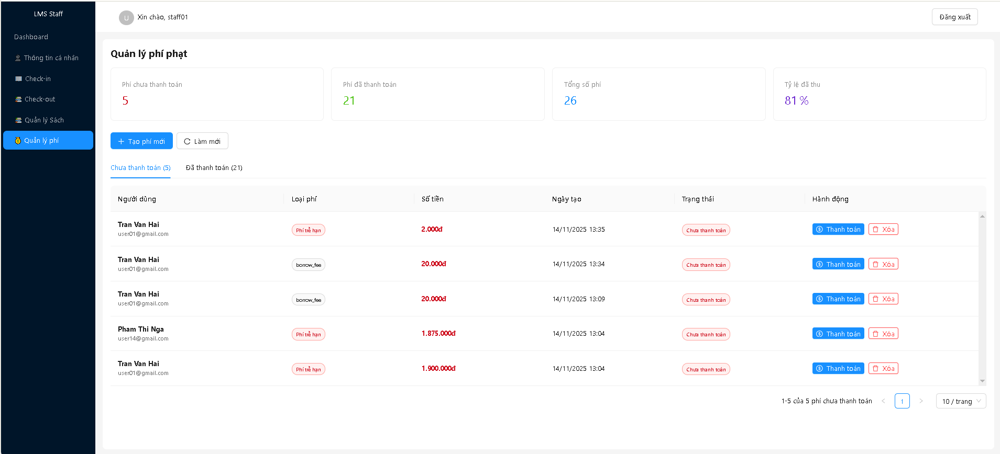 LMS Staff
Dashboard
Thông tin cá nhân
Check-in
Check-out
Quản lý Sách
Quản lý phí
U Xin chào, staff01
Đăng xuất
Quản lý phí phạt
Phí chưa thanh toán
5
Phí đã thanh toán
21
Tổng số phí
26
Tỷ lệ đã thu
81 %
Tạo phí mới
Làm mới
Chưa thanh toán (5) Đã thanh toán (21)
Người dùng Loại phí Số tiền Ngày tạo Trạng thái Hành động
Tran Van Hai
user01@gmail.com
Phí trễ hạn 2.000đ 14/11/2025 13:35 Chưa thanh toán Thanh toán Xóa
Tran Van Hai
user01@gmail.com
borrow_fee 20.000đ 14/11/2025 13:34 Chưa thanh toán Thanh toán Xóa
Tran Van Hai
user01@gmail.com
borrow_fee 20.000đ 14/11/2025 13:09 Chưa thanh toán Thanh toán Xóa
Pham Thi Nga
user14@gmail.com
Phí trễ hạn 1.875.000đ 14/11/2025 13:04 Chưa thanh toán Thanh toán Xóa
Tran Van Hai
user01@gmail.com
Phí trễ hạn 1.900.000đ 14/11/2025 13:04 Chưa thanh toán Thanh toán Xóa
1-5 của 5 phí chưa thanh toán < 1 > 10 / trang